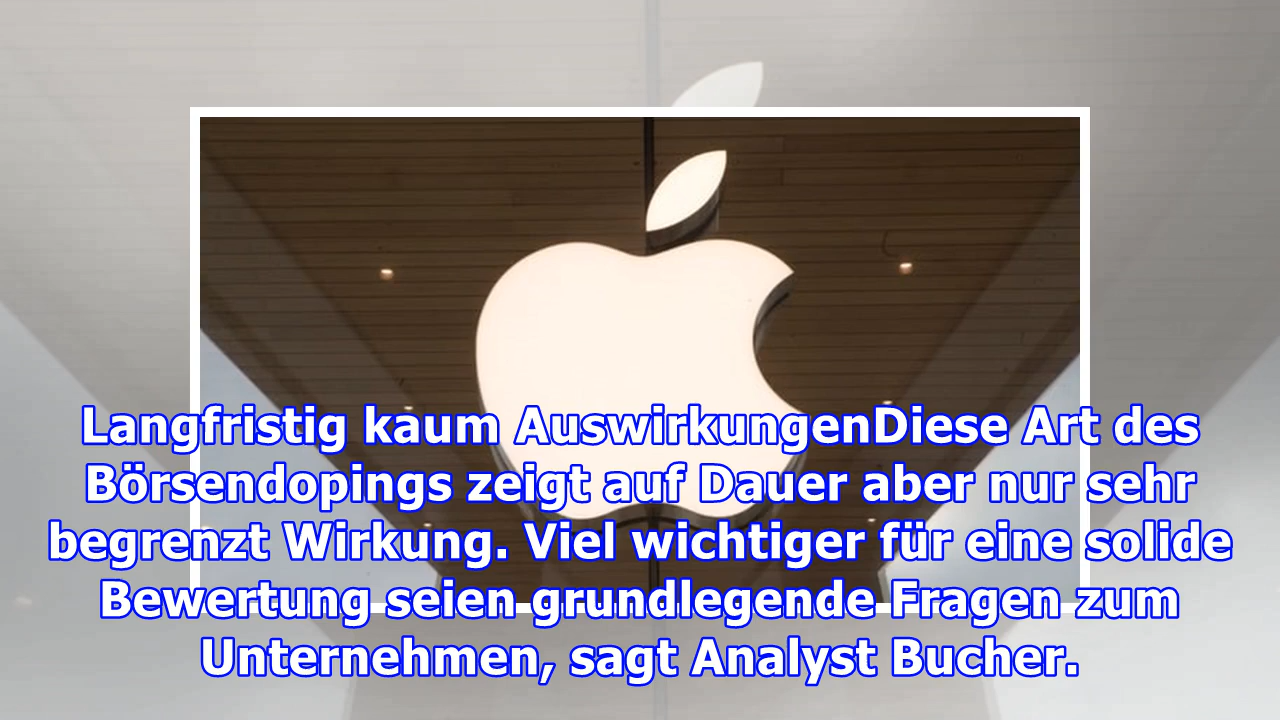 Langfristig kaum AuswirkungenDiese Art des
Börsendopings zeigt auf Dauer aber nur sehr
begrenzt Wirkung. Viel wichtiger für eine solide
Bewertung seien grundlegende Fragen zum
Unternehmen, sagt Analyst Bucher.